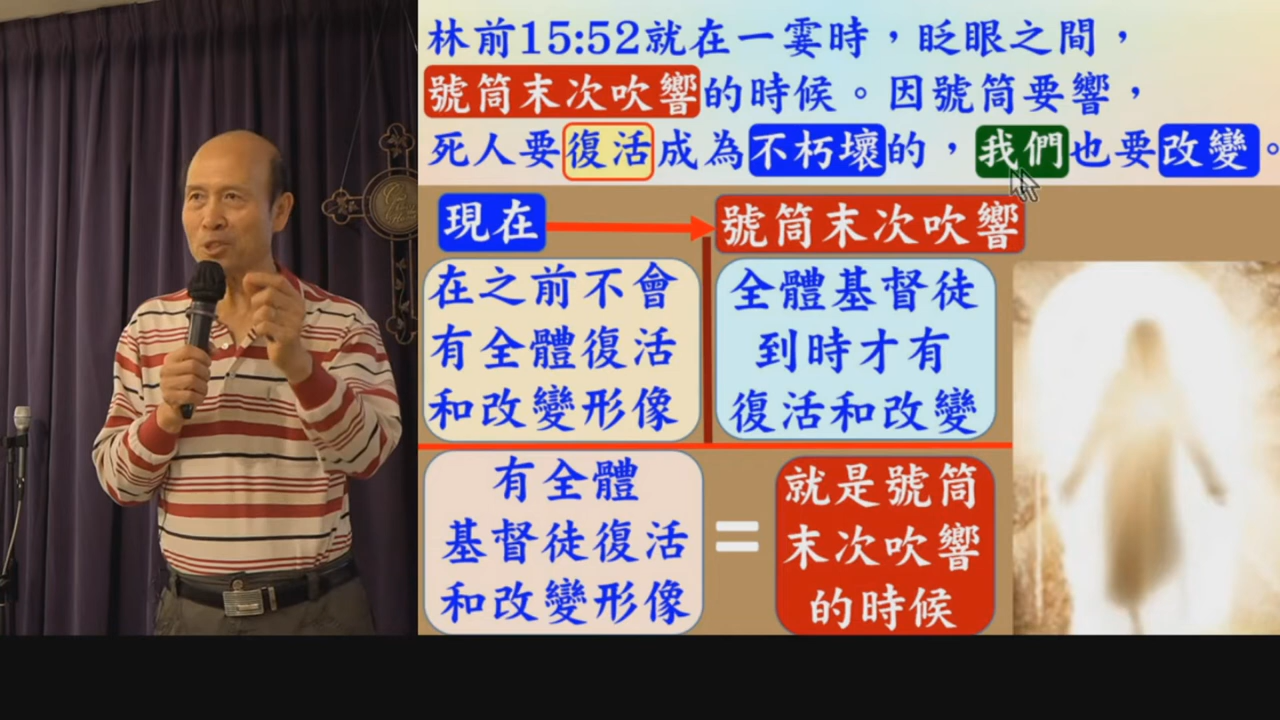 林前15:52就在一霎時，眨眼之間，
號筒末次吹響的時候。因號筒要響，
死人要復活成為不朽壞的，我們也要改變。
現在
號筒末次吹響
在之前不會
有全體復活
和改變形像
全體基督徒
到時才有
復活和改變
有全體
基督徒復活
和改變形像
=
就是號筒
末次吹響
的時候